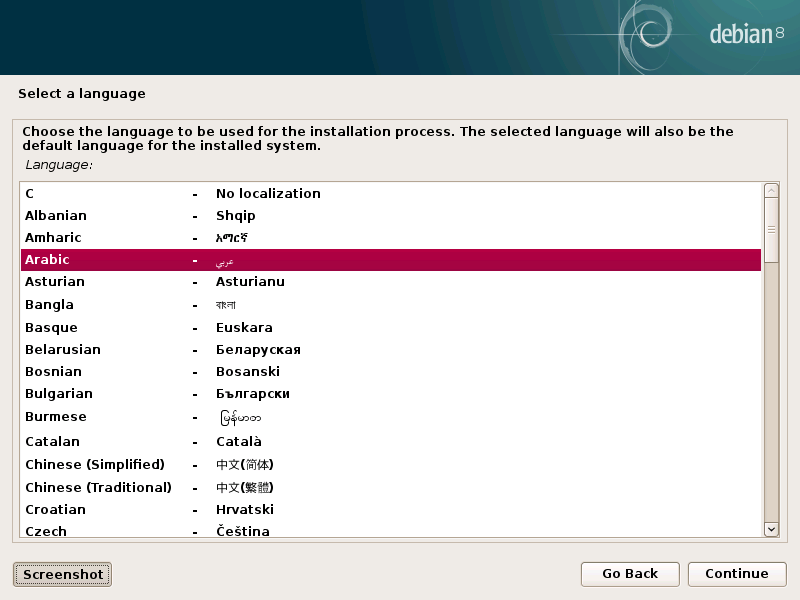 debian 8
Select a language
Choose the language to be used for the installation process. The selected language will also be the
default language for the installed system.
Language:
C - No localization
Albanian - Shqip
Amharic - አማርኛ
Arabic - عربي
Asturian - Asturianu
Bangla - বাংলা
Basque - Euskara
Belarusian - Беларуская
Bosnian - Bosanski
Bulgarian - Български
Burmese - မြန်မာစာ
Catalan - Català
Chinese (Simplified) - 中文(简体)
Chinese (Traditional) - 中文(繁體)
Croatian - Hrvatski
Czech - Čeština
Screenshot Go Back Continue